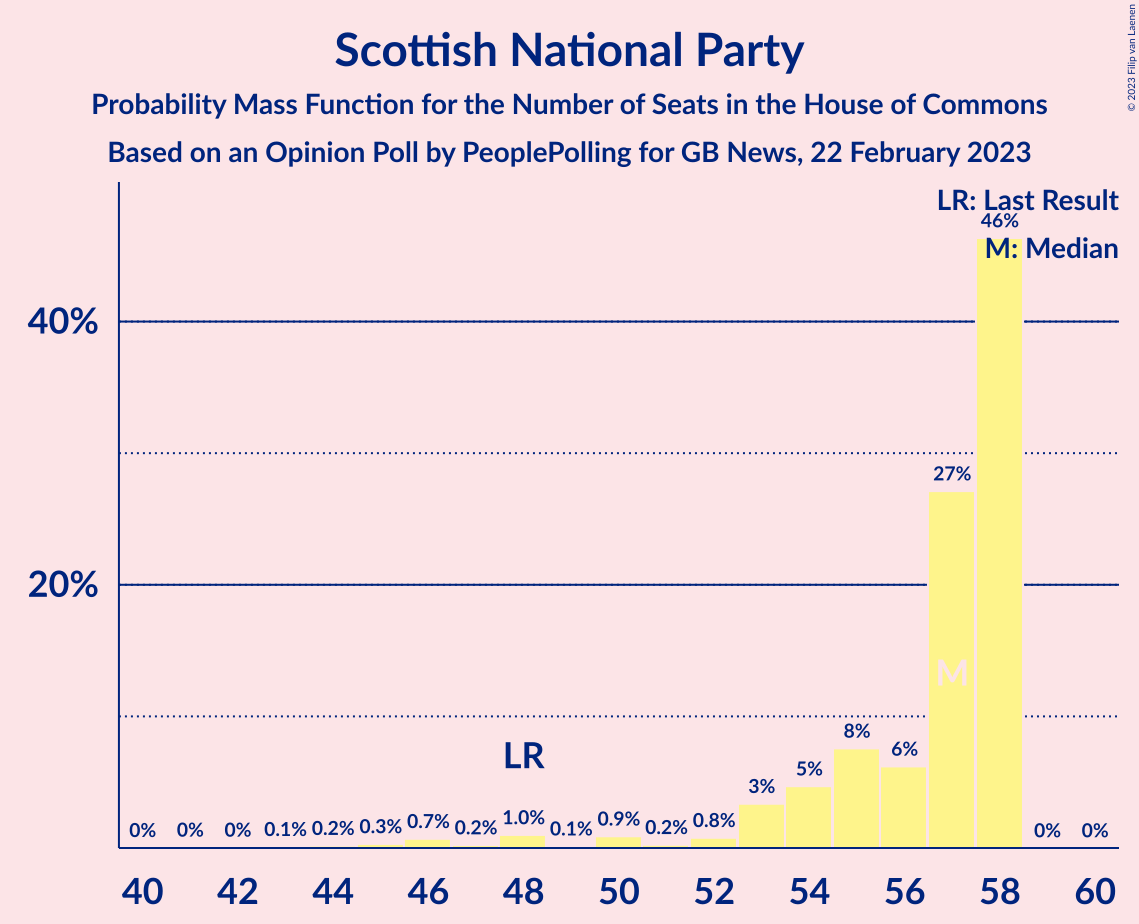 Scottish National Party
Probability Mass Function for the Number of Seats in the House of Commons
Based on an Opinion Poll by PeoplePolling for GB News, 22 February 2023
© 2023 Filip van Laenen
LR: Last Result
M: Median
40%
20%
0% 0% 0% 0.1% 0.2% 0.3% 0.7% 0.2% 1.0% 0.1% 0.9% 0.2% 0.8% 3% 5% 8% 6% 27% 46% 0% 0%
LR
M
40 42 44 46 48 50 52 54 56 58 60